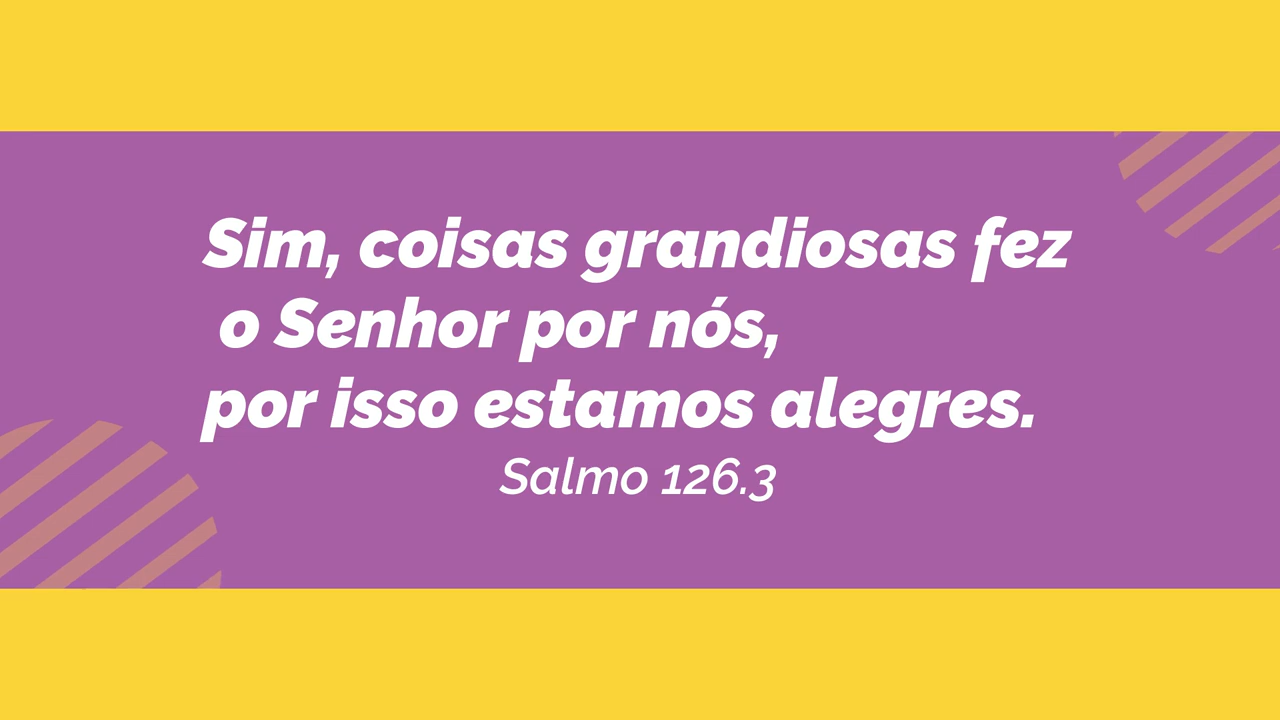 Sim, coisas grandiosas fez
o Senhor por nós,
por isso estamos alegres.
Salmo 126.3